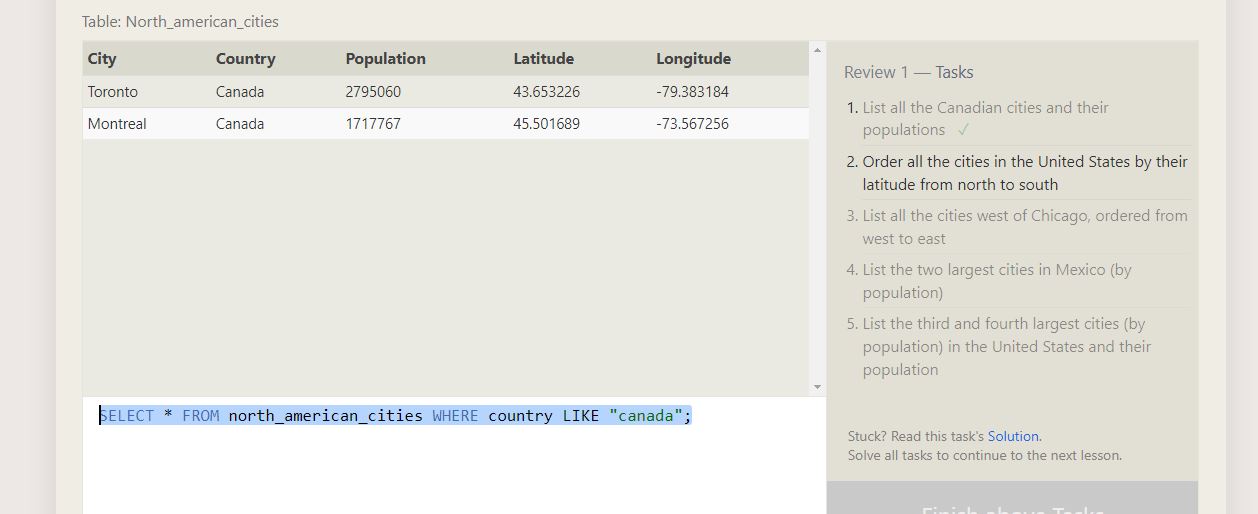 Table: North_american_cities
City Country Population Latitude Longitude
Toronto Canada 2795060 43.653226 -79.383184
Montreal Canada 1717767 45.501689 -73.567256
SELECT * FROM north_american_cities WHERE country LIKE "canada";
Review 1 — Tasks
1. List all the Canadian cities and their
populations ✓
2. Order all the cities in the United States by their
latitude from north to south
3. List all the cities west of Chicago, ordered from
west to east
4. List the two largest cities in Mexico (by
population)
5. List the third and fourth largest cities (by
population) in the United States and their
population
Stuck? Read this task's Solution.
Solve all tasks to continue to the next lesson.
Finish above Tasks